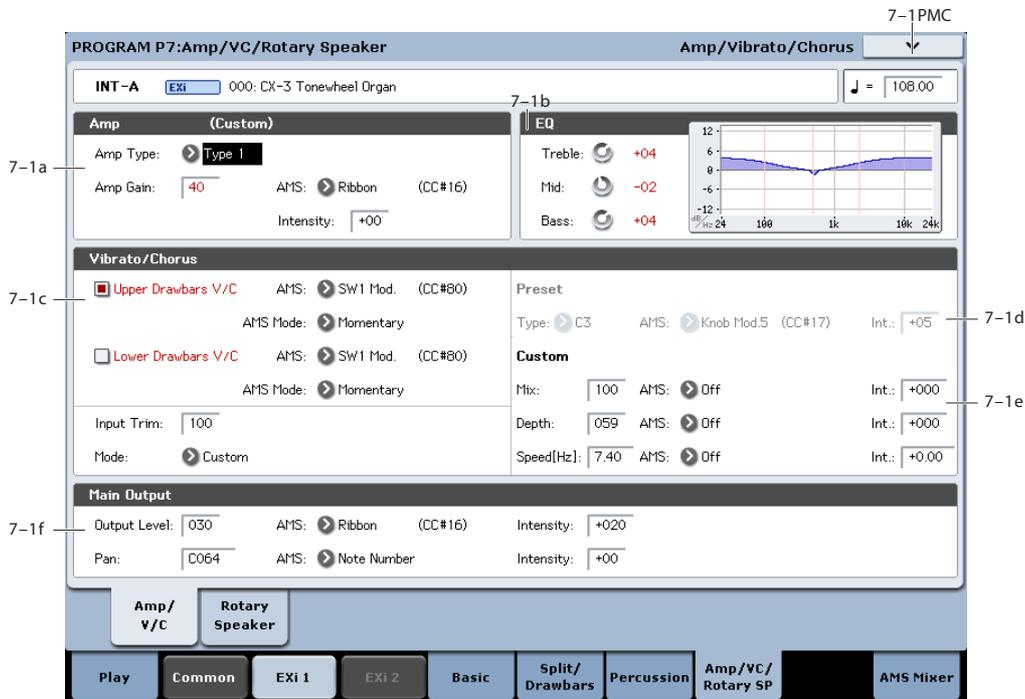 7–1PMC
PROGRAM P7:Amp/VC/Rotary Speaker Amp/Vibrato/Chorus
INT-A EXi 000: CX-3 Tonewheel Organ ♩ = 108.00
7–1b
Amp (Custom) EQ
7–1a
Amp Type: Type 1
Amp Gain: 40 AMS: Ribbon (CC#16)
Intensity: +00
Treble: +04
Mid: -02
Bass: +04
12
6
0
-6
-12
dB/Hz 24 100 1k 10k 24k
Vibrato/Chorus
7–1c
Upper Drawbars V/C AMS: SW1 Mod. (CC#80)
AMS Mode: Momentary
Lower Drawbars V/C AMS: SW1 Mod. (CC#80)
AMS Mode: Momentary
Input Trim: 100
Mode: Custom
Preset
Type: C3 AMS: Knob Mod.5 (CC#17) Int.: +05
7–1d
Custom
Mix: 100 AMS: Off Int.: +000
7–1e
Depth: 059 AMS: Off Int.: +000
Speed[Hz]: 7.40 AMS: Off Int.: +0.00
Main Output
7–1f
Output Level: 030 AMS: Ribbon (CC#16) Intensity: +020
Pan: C064 AMS: Note Number Intensity: +00
Amp/
V/C
Rotary
Speaker
Play Common EXi 1 EXi 2 Basic
Split/
Drawbars
Percussion
Amp/VC/
Rotary SP
AMS Mixer